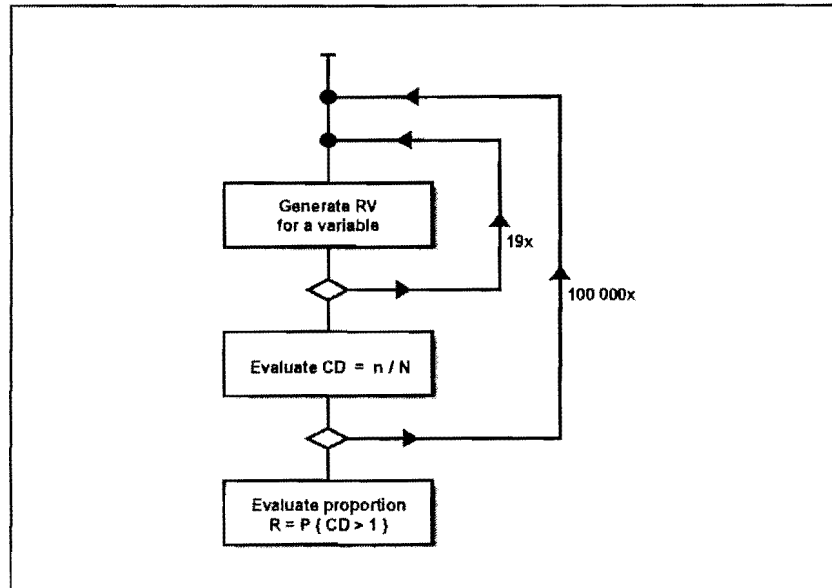 Generate RV
for a variable
19x
100 000x
Evaluate CD = n / N
Evaluate proportion
R = P { CD > 1 }